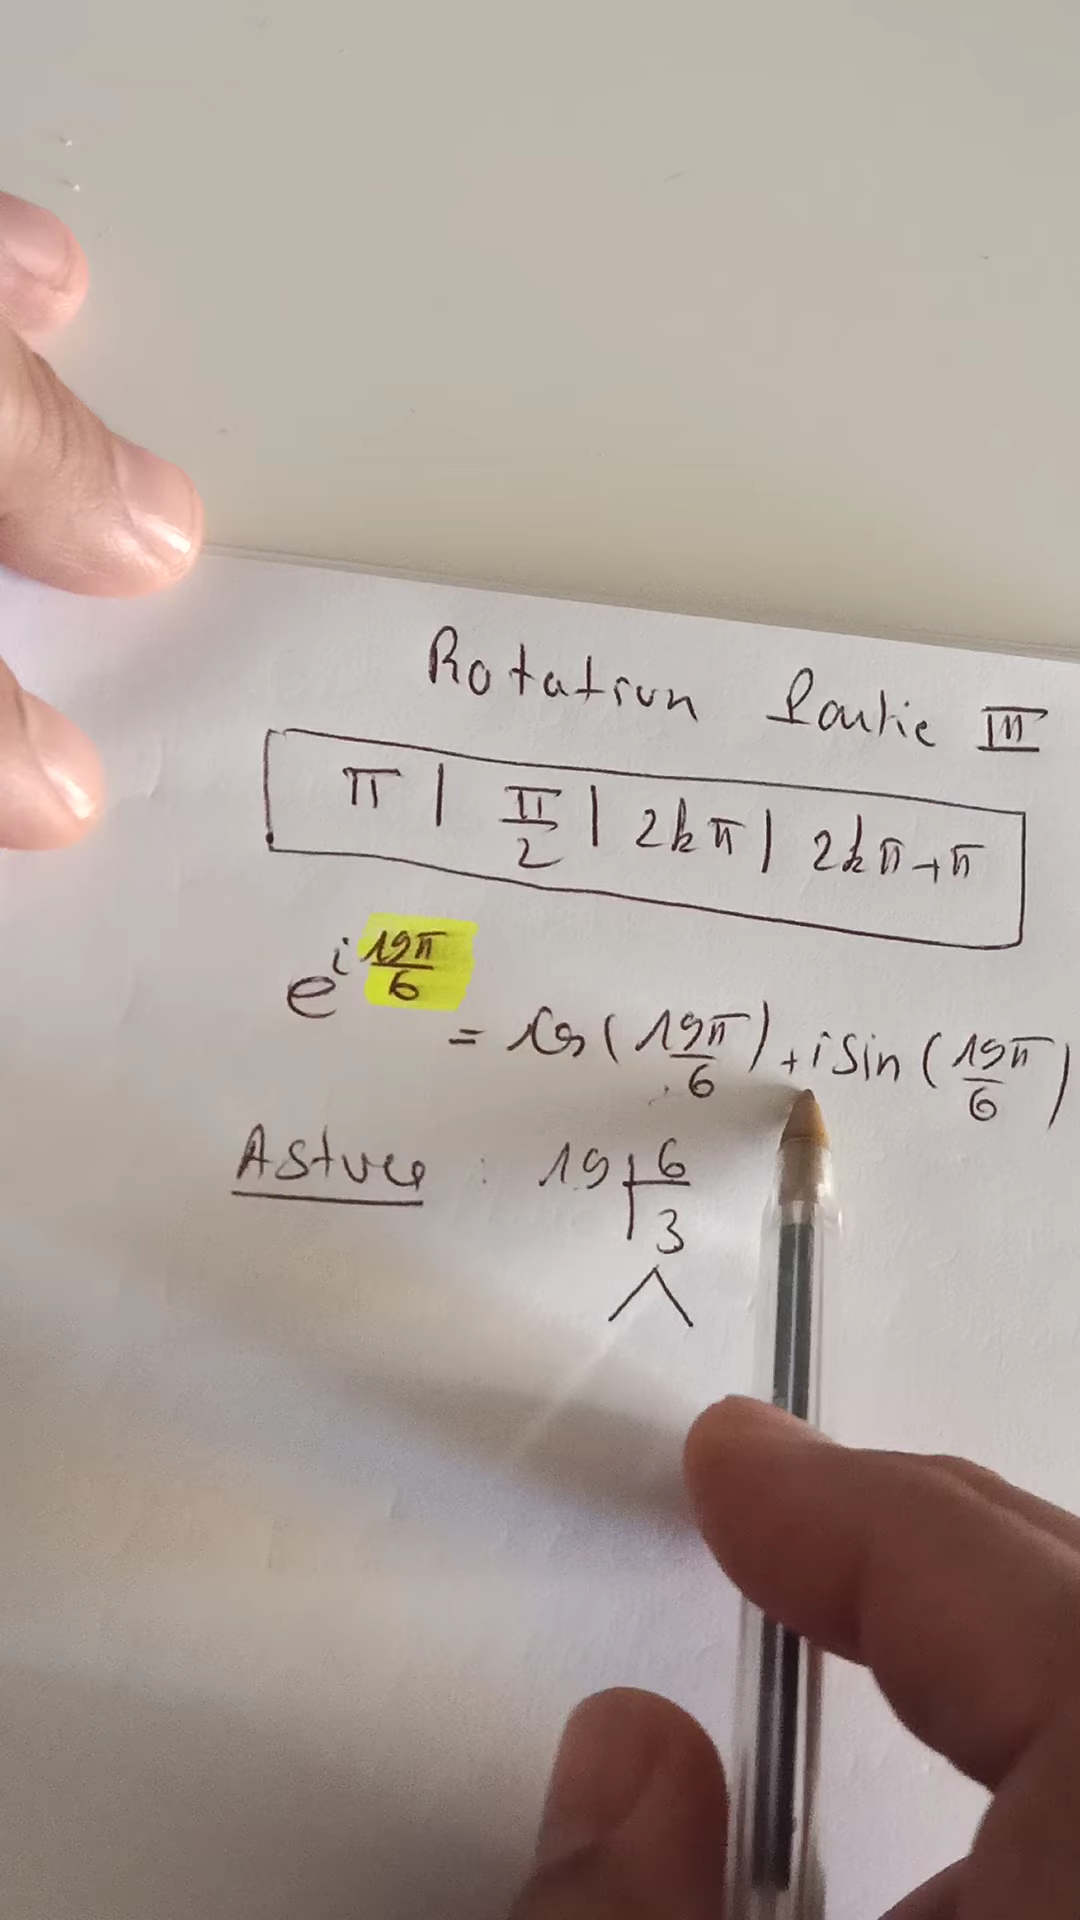 Rotation Partie III
π | π/2 | 2kπ | 2kπ+π
e^i 19π/6
= Cos(19π/6) + i Sin(19π/6)
Astuce : 19 | 6
3